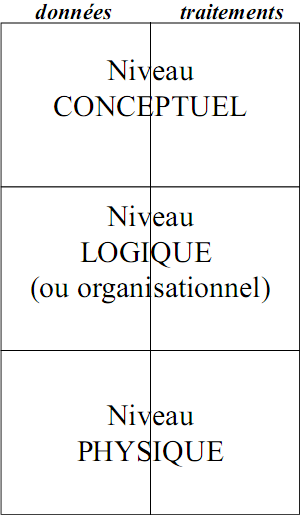 données traitements
Niveau
CONCEPTUEL
Niveau
LOGIQUE
(ou organisationnel)
Niveau
PHYSIQUE